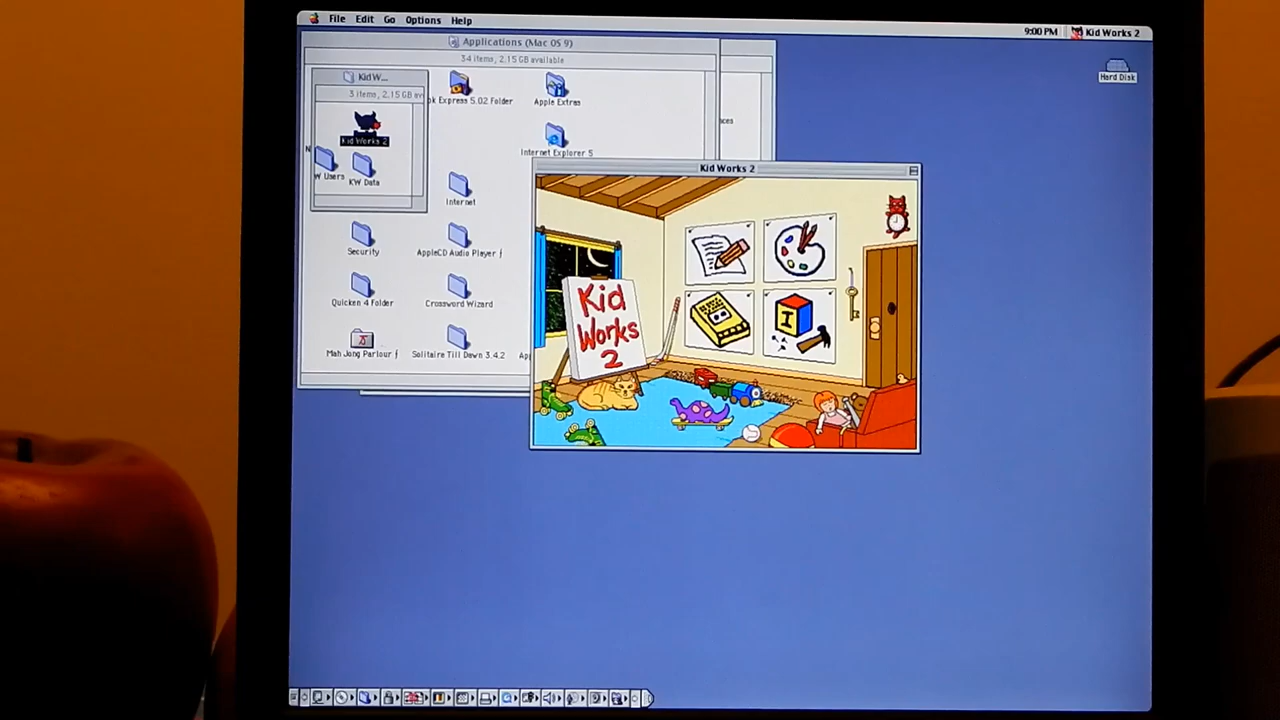 File Edit Go Options Help
9:00 PM Kid Works 2
Applications (Mac OS 9)
34 items, 2.15 GB available
Kid W...
3 items, 2.15 GB av
ok Express 5.02 Folder
Apple Extras
Hard Disk
Kid Works 2
Internet Explorer 5
W Users
KW Data
Internet
Security
AppleCD Audio Player ƒ
Quicken 4 Folder
Crossword Wizard
Mah Jong Parlour ƒ
Solitaire Till Dawn 3.4.2
Kid Works 2
Kid
Works
2
I